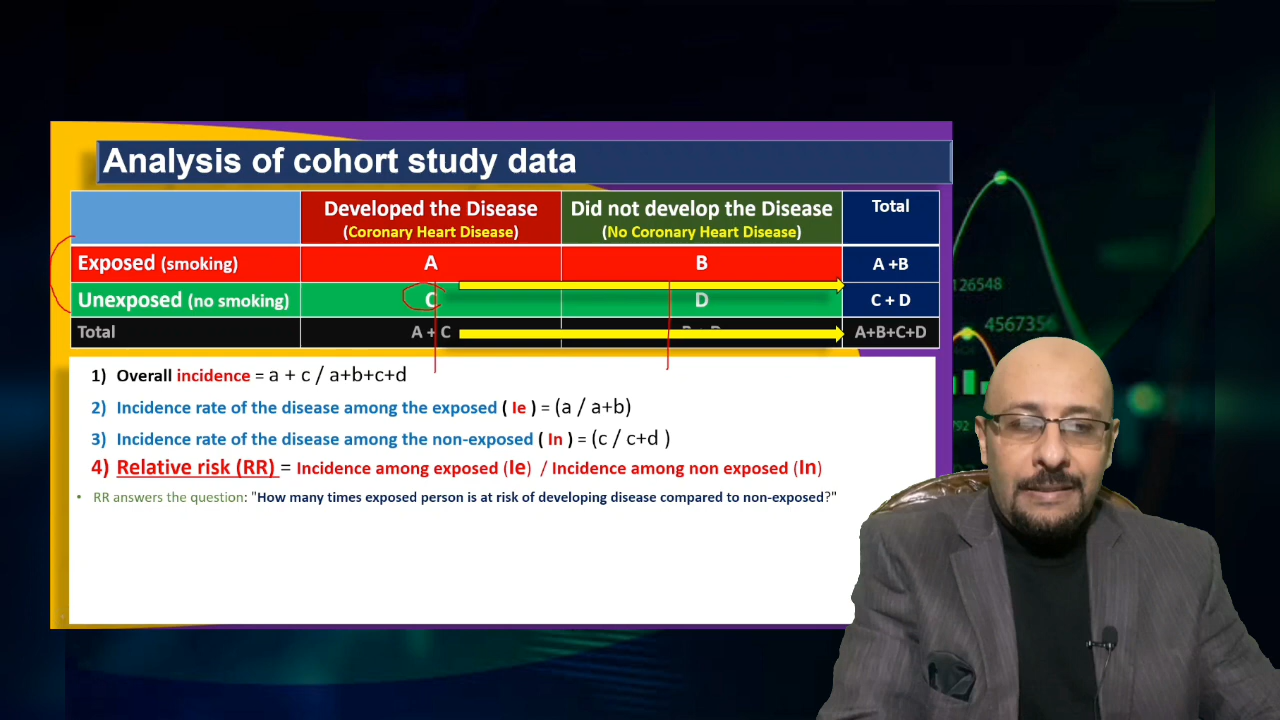 Analysis of cohort study data
Developed the Disease
(Coronary Heart Disease)
Did not develop the Disease
(No Coronary Heart Disease)
Total
Exposed (smoking)
A
B
A +B
Unexposed (no smoking)
C
D
C + D
Total
A + C
A+B+C+D
1) Overall incidence = a + c / a+b+c+d
2) Incidence rate of the disease among the exposed ( Ie ) = (a / a+b)
3) Incidence rate of the disease among the non-exposed ( In ) = (c / c+d )
4) Relative risk (RR) = Incidence among exposed (Ie) / Incidence among non exposed (In)
• RR answers the question: "How many times exposed person is at risk of developing disease compared to non-exposed?"
126548
4567356
792